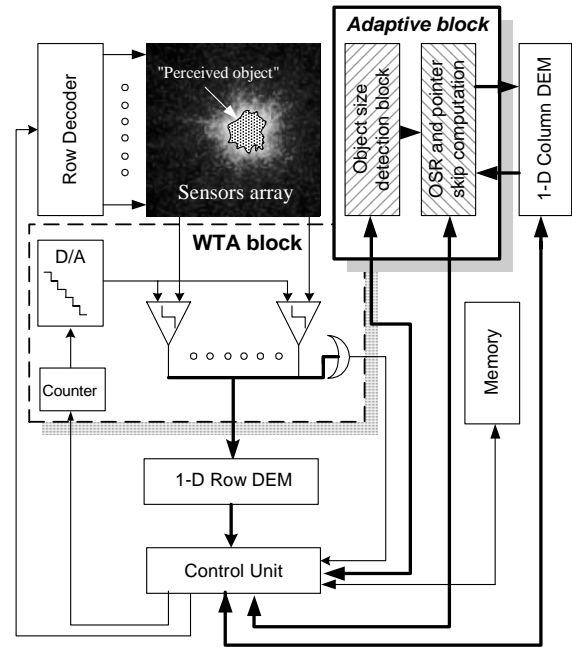 Adaptive block
Row Decoder
"Perceived object"
Sensors array
Object size
detection block
OSR and pointer
skip computation
1-D Column DEM
WTA block
D/A
Counter
Memory
1-D Row DEM
Control Unit